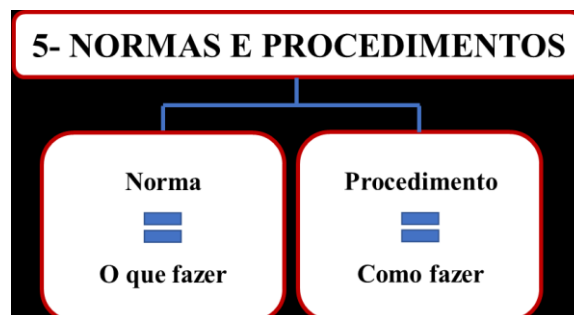 5- NORMAS E PROCEDIMENTOS
Norma
O que fazer
Procedimento
Como fazer